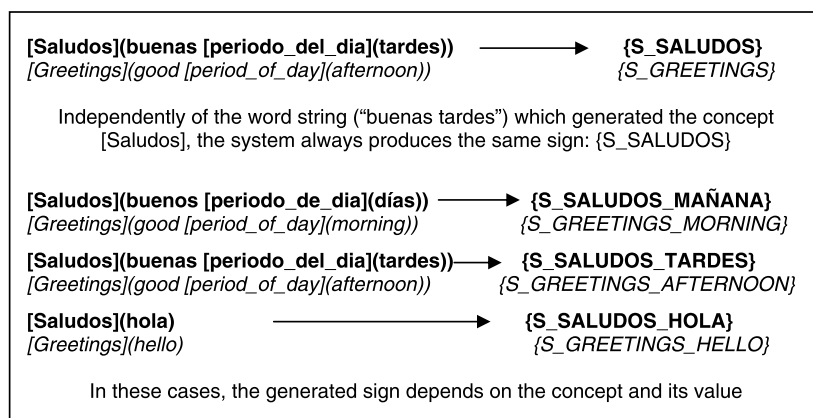 [Saludos](buenas [periodo_del_dia](tardes)) {S_SALUDOS}
[Greetings](good [period_of_day](afternoon)) {S_GREETINGS}
Independently of the word string (“buenas tardes”) which generated the concept
[Saludos], the system always produces the same sign: {S_SALUDOS}
[Saludos](buenos [periodo_de_dia](días)) {S_SALUDOS_MAÑANA}
[Greetings](good [period_of_day](morning)) {S_GREETINGS_MORNING}
[Saludos](buenas [periodo_del_dia](tardes)) {S_SALUDOS_TARDES}
[Greetings](good [period_of_day](afternoon)) {S_GREETINGS_AFTERNOON}
[Saludos](hola) {S_SALUDOS_HOLA}
[Greetings](hello) {S_GREETINGS_HELLO}
In these cases, the generated sign depends on the concept and its value